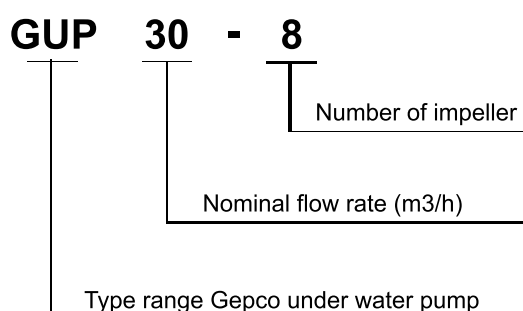 GUP 30 - 8
Number of impeller
Nominal flow rate (m3/h)
Type range Gepco under water pump